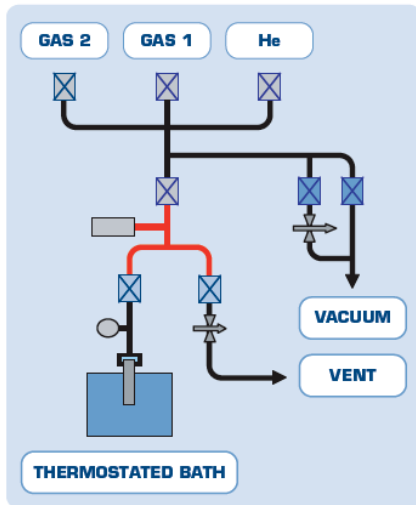 GAS 2
GAS 1
He
VACUUM
VENT
THERMOSTATED BATH